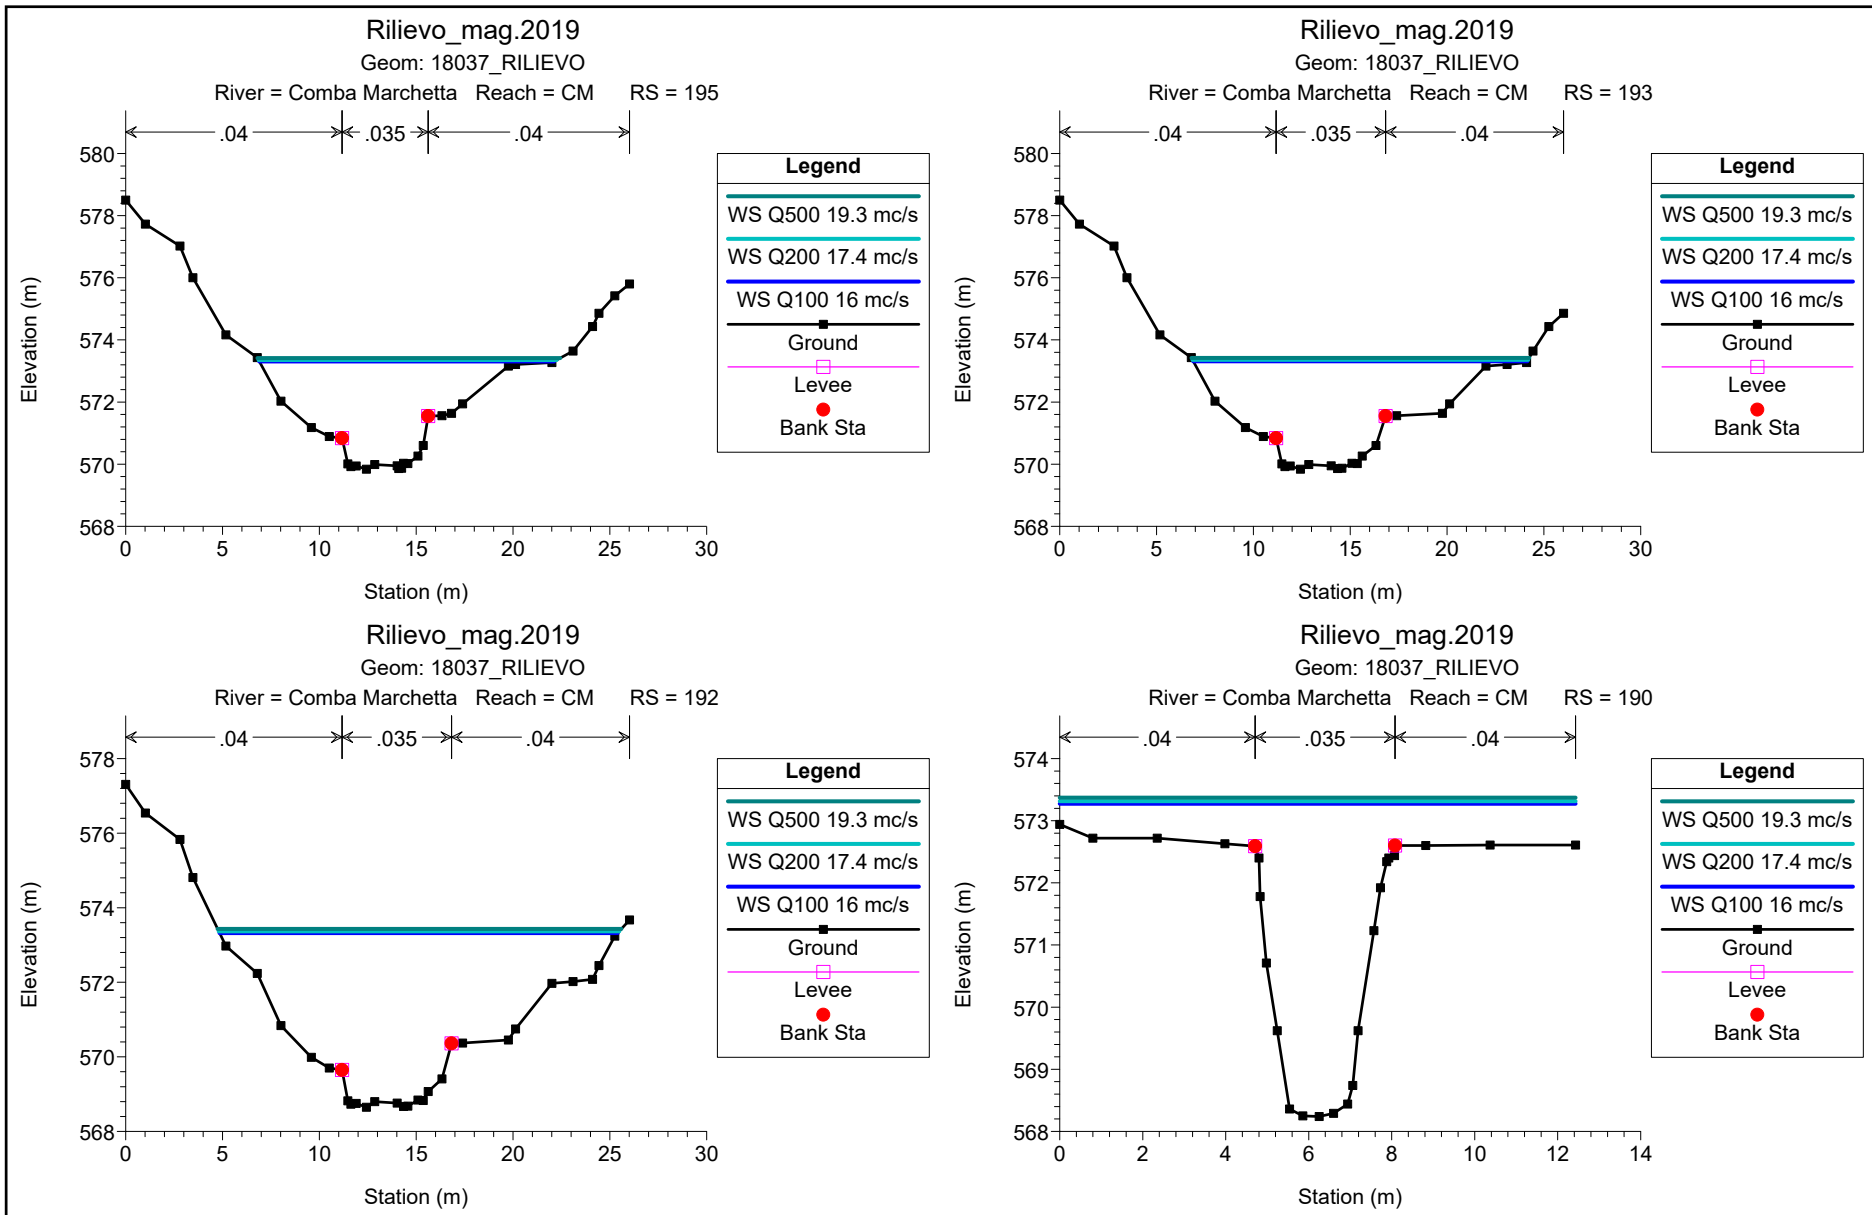 Rilievo_mag.2019
Geom: 18037_RILIEVO
River = Comba Marchetta Reach = CM RS = 195
.04 .035 .04
580
578
576
574
572
570
568
0 5 10 15 20 25 30
Elevation (m)
Station (m)
Legend
WS Q500 19.3 mc/s
WS Q200 17.4 mc/s
WS Q100 16 mc/s
Ground
Levee
Bank Sta
Rilievo_mag.2019
Geom: 18037_RILIEVO
River = Comba Marchetta Reach = CM RS = 193
.04 .035 .04
580
578
576
574
572
570
568
0 5 10 15 20 25 30
Elevation (m)
Station (m)
Legend
WS Q500 19.3 mc/s
WS Q200 17.4 mc/s
WS Q100 16 mc/s
Ground
Levee
Bank Sta
Rilievo_mag.2019
Geom: 18037_RILIEVO
River = Comba Marchetta Reach = CM RS = 192
.04 .035 .04
578
576
574
572
570
568
0 5 10 15 20 25 30
Elevation (m)
Station (m)
Legend
WS Q500 19.3 mc/s
WS Q200 17.4 mc/s
WS Q100 16 mc/s
Ground
Levee
Bank Sta
Rilievo_mag.2019
Geom: 18037_RILIEVO
River = Comba Marchetta Reach = CM RS = 190
.04 .035 .04
574
573
572
571
570
569
568
0 2 4 6 8 10 12 14
Elevation (m)
Station (m)
Legend
WS Q500 19.3 mc/s
WS Q200 17.4 mc/s
WS Q100 16 mc/s
Ground
Levee
Bank Sta